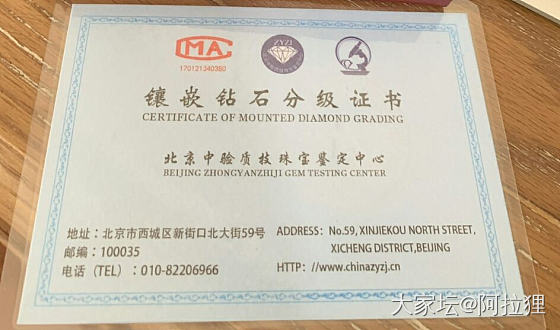 CMA
ZYZJ
170121340380
镶嵌钻石分级证书
CERTIFICATE OF MOUNTED DIAMOND GRADING
北京中验质技珠宝鉴定中心
BEIJING ZHONGYANZHIJI GEM TESTING CENTER
地址：北京市西城区新街口北大街59号
邮编：100035
电话（TEL）：010-82206966
ADDRESS：No.59, XINJIEKOU NORTH STREET,
XICHENG DISTRICT,BEIJING
HTTP：//www.chinazyzj.cn
大家坛@阿拉狸